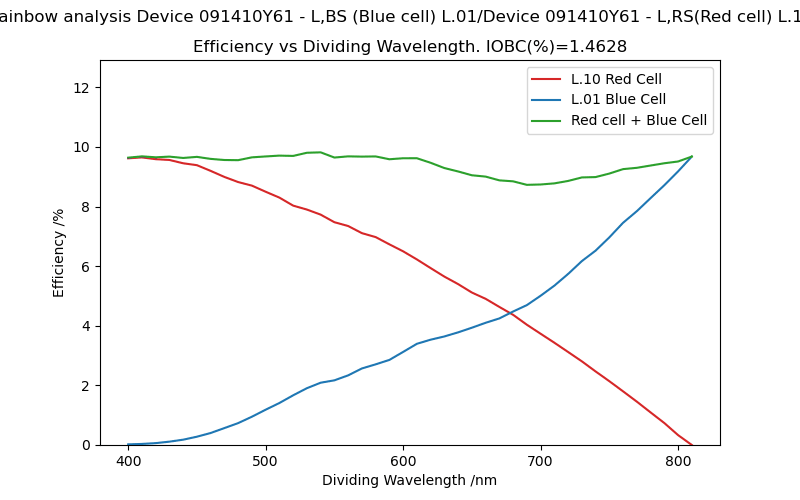 ainbow analysis Device 091410Y61 - L,BS (Blue cell) L.01/Device 091410Y61 - L,RS(Red cell) L.1
Efficiency vs Dividing Wavelength. IOBC(%)=1.4628
L.10 Red Cell
L.01 Blue Cell
Red cell + Blue Cell
12
10
8
6
4
2
0
Efficiency /%
400 500 600 700 800
Dividing Wavelength /nm